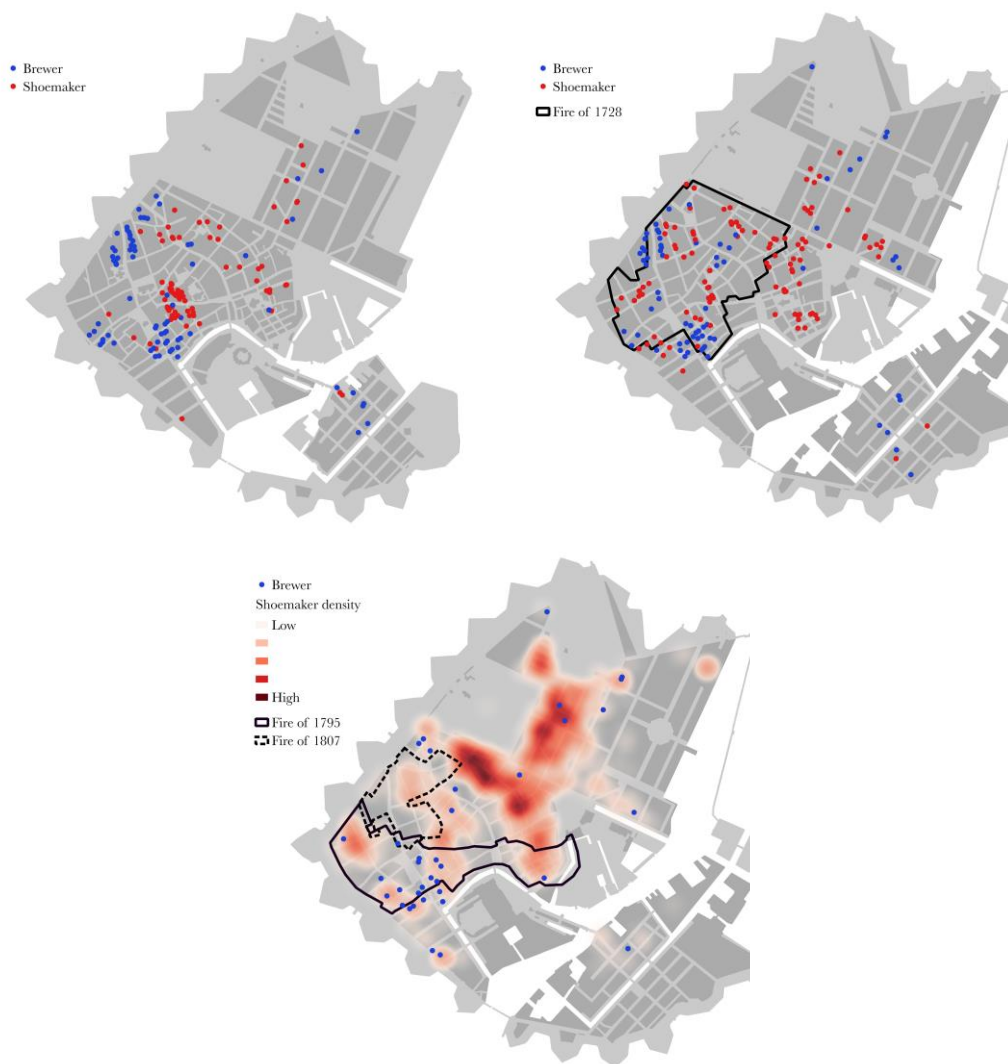 Brewer
Shoemaker
Brewer
Shoemaker
Fire of 1728
Brewer
Shoemaker density
Low
High
Fire of 1795
Fire of 1807